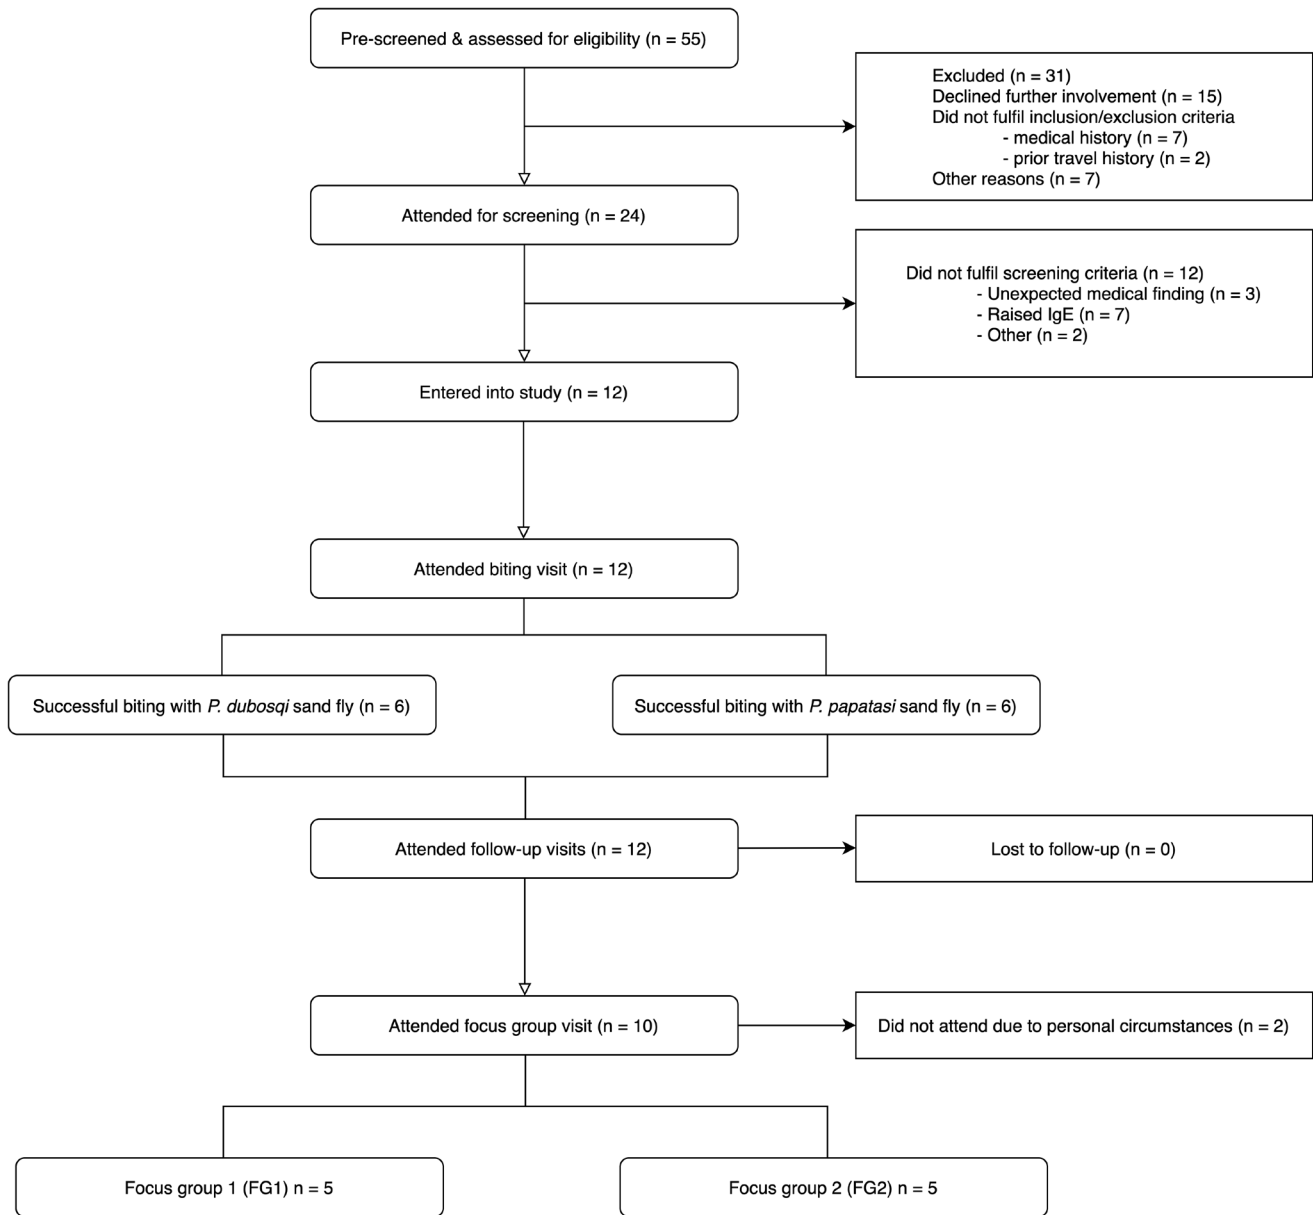 Pre-screened & assessed for eligibility (n = 55)
Excluded (n = 31)
Declined further involvement (n = 15)
Did not fulfil inclusion/exclusion criteria
- medical history (n = 7)
- prior travel history (n = 2)
Other reasons (n = 7)
Attended for screening (n = 24)
Did not fulfil screening criteria (n = 12)
- Unexpected medical finding (n = 3)
- Raised IgE (n = 7)
- Other (n = 2)
Entered into study (n = 12)
Attended biting visit (n = 12)
Successful biting with P. dubosqi sand fly (n = 6)
Successful biting with P. papatasi sand fly (n = 6)
Attended follow-up visits (n = 12)
Lost to follow-up (n = 0)
Attended focus group visit (n = 10)
Did not attend due to personal circumstances (n = 2)
Focus group 1 (FG1) n = 5
Focus group 2 (FG2) n = 5